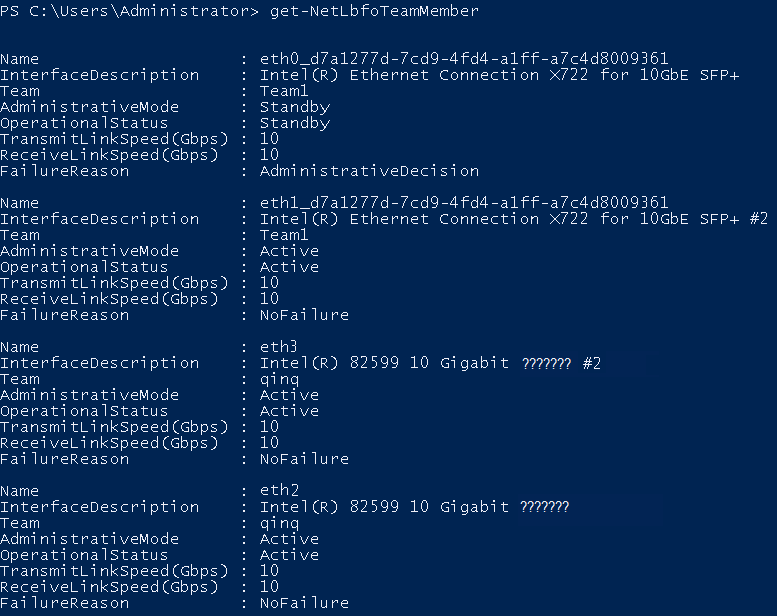 PS C:\Users\Administrator> get-NetLbfoTeamMember
Name : eth0_d7a1277d-7cd9-4fd4-a1ff-a7c4d8009361
InterfaceDescription : Intel(R) Ethernet Connection X722 for 10GbE SFP+
Team : Team1
AdministrativeMode : Standby
OperationalStatus : Standby
TransmitLinkSpeed(Gbps) : 10
ReceiveLinkSpeed(Gbps) : 10
FailureReason : AdministrativeDecision
Name : eth1_d7a1277d-7cd9-4fd4-a1ff-a7c4d8009361
InterfaceDescription : Intel(R) Ethernet Connection X722 for 10GbE SFP+ #2
Team : Team1
AdministrativeMode : Active
OperationalStatus : Active
TransmitLinkSpeed(Gbps) : 10
ReceiveLinkSpeed(Gbps) : 10
FailureReason : NoFailure
Name : eth3
InterfaceDescription : Intel(R) 82599 10 Gigabit ??????? #2
Team : qinq
AdministrativeMode : Active
OperationalStatus : Active
TransmitLinkSpeed(Gbps) : 10
ReceiveLinkSpeed(Gbps) : 10
FailureReason : NoFailure
Name : eth2
InterfaceDescription : Intel(R) 82599 10 Gigabit ???????
Team : qinq
AdministrativeMode : Active
OperationalStatus : Active
TransmitLinkSpeed(Gbps) : 10
ReceiveLinkSpeed(Gbps) : 10
FailureReason : NoFailure